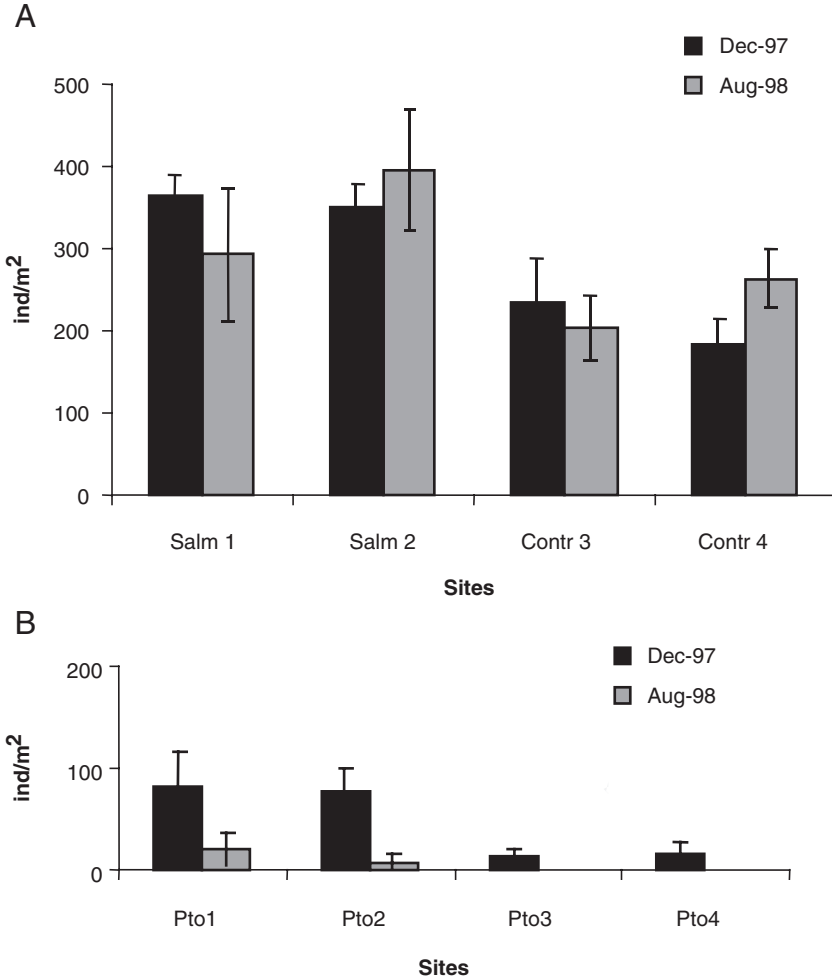 A
Dec-97
Aug-98
500
400
300
200
100
0
ind/m²
Salm 1 Salm 2 Contr 3 Contr 4
Sites
B
Dec-97
Aug-98
200
100
0
ind/m²
Pto1 Pto2 Pto3 Pto4
Sites